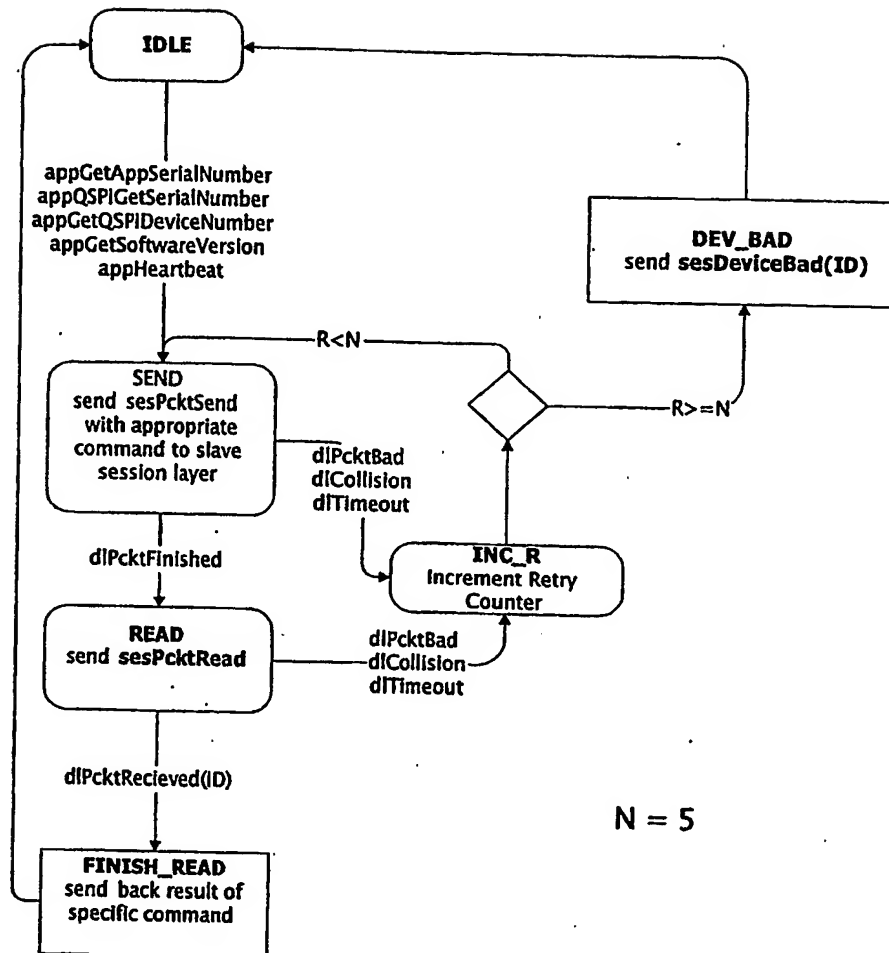 IDLE
appGetAppSerialNumber
appQSPIGetSerialNumber
appGetQSPIDeviceNumber
appGetSoftwareVersion
appHeartbeat
DEV_BAD
send sesDeviceBad(ID)
R<N
R>=N
SEND
send sesPcktSend
with appropriate
command to slave
session layer
dlPcktBad
dlCollision
dlTimeout
dlPcktFinished
INC_R
Increment Retry
Counter
READ
send sesPcktRead
dlPcktBad
dlCollision
dlTimeout
dlPcktRecieved(ID)
N = 5
FINISH_READ
send back result of
specific command